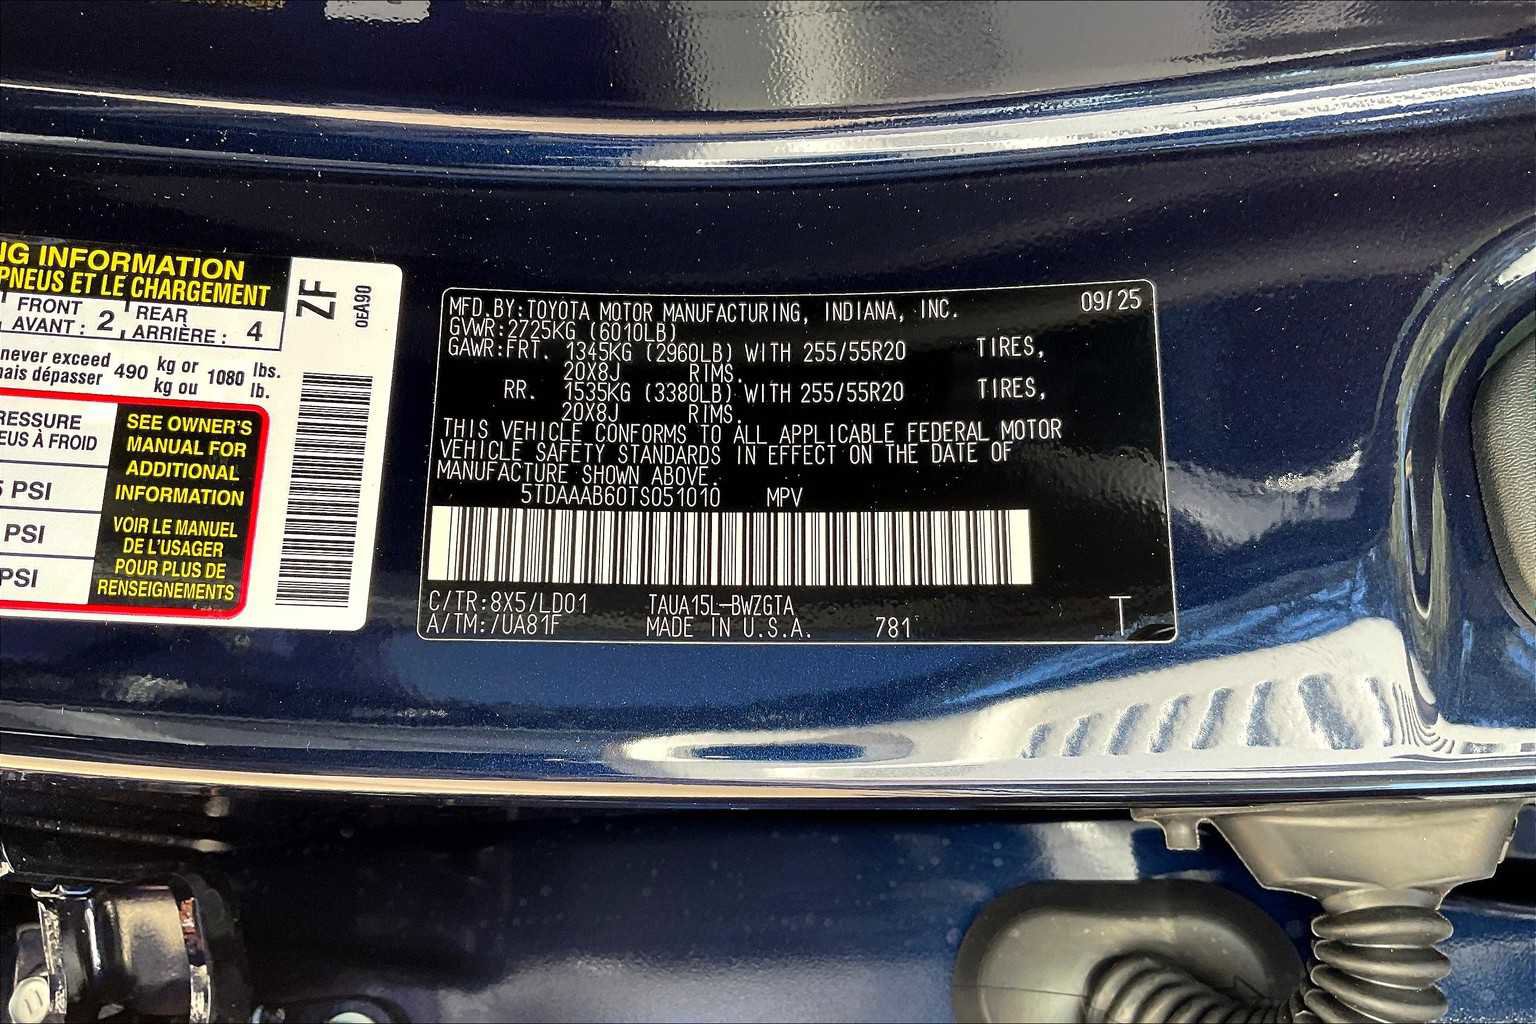 NG INFORMATION
PNEUS ET LE CHARGEMENT
FRONT
AVANT : 2
REAR
ARRIÈRE : 4
never exceed 490 kg or 1080 lbs.
mais dépasser kg ou lb.
ZF
0EA90
PRESSURE
EUS À FROID
5 PSI
PSI
PSI
SEE OWNER'S
MANUAL FOR
ADDITIONAL
INFORMATION
VOIR LE MANUEL
DE L'USAGER
POUR PLUS DE
RENSEIGNEMENTS
MFD.BY:TOYOTA MOTOR MANUFACTURING, INDIANA, INC. 09/25
GVWR:2725KG (6010LB)
GAWR:FRT. 1345KG (2960LB) WITH 255/55R20 TIRES,
20X8J RIMS.
RR. 1535KG (3380LB) WITH 255/55R20 TIRES,
20X8J RIMS.
THIS VEHICLE CONFORMS TO ALL APPLICABLE FEDERAL MOTOR
VEHICLE SAFETY STANDARDS IN EFFECT ON THE DATE OF
MANUFACTURE SHOWN ABOVE.
5TDAAAB60TS051010 MPV
C/TR:8X5/LD01 TAUA15L-BWZGTA
A/TM:/UA81F MADE IN U.S.A. 781 T